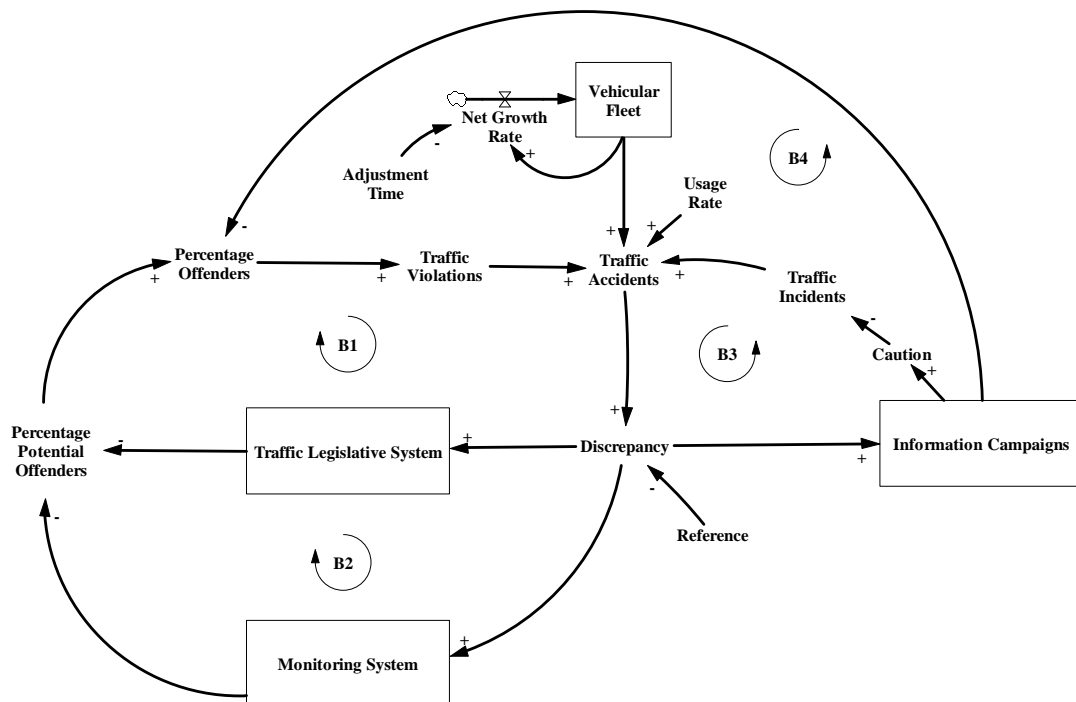 Vehicular
Fleet
Net Growth
Rate
+
-
Adjustment
Time
B4
Usage
Rate
-
+
+
Percentage
Offenders
+
Traffic
Violations
+
+
Traffic
Accidents
+
Traffic
Incidents
-
B1
B3
Caution
+
+
Percentage
Potential
Offenders
-
Traffic Legislative System
+
Discrepancy
+
Information Campaigns
-
Reference
-
B2
Monitoring System
+